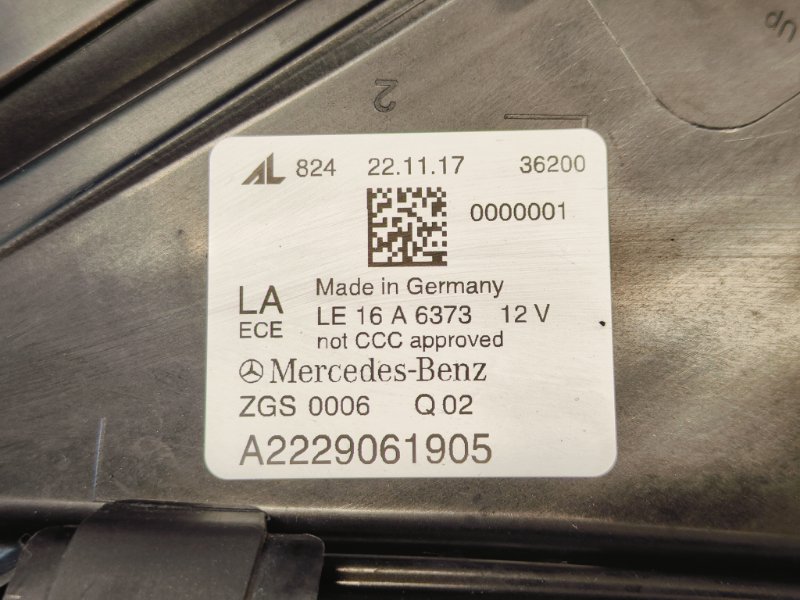 Up
2
AL 824 22.11.17 36200
0000001
LA Made in Germany
ECE LE 16 A 6373 12 V
not CCC approved
Mercedes-Benz
ZGS 0006 Q 02
A2229061905